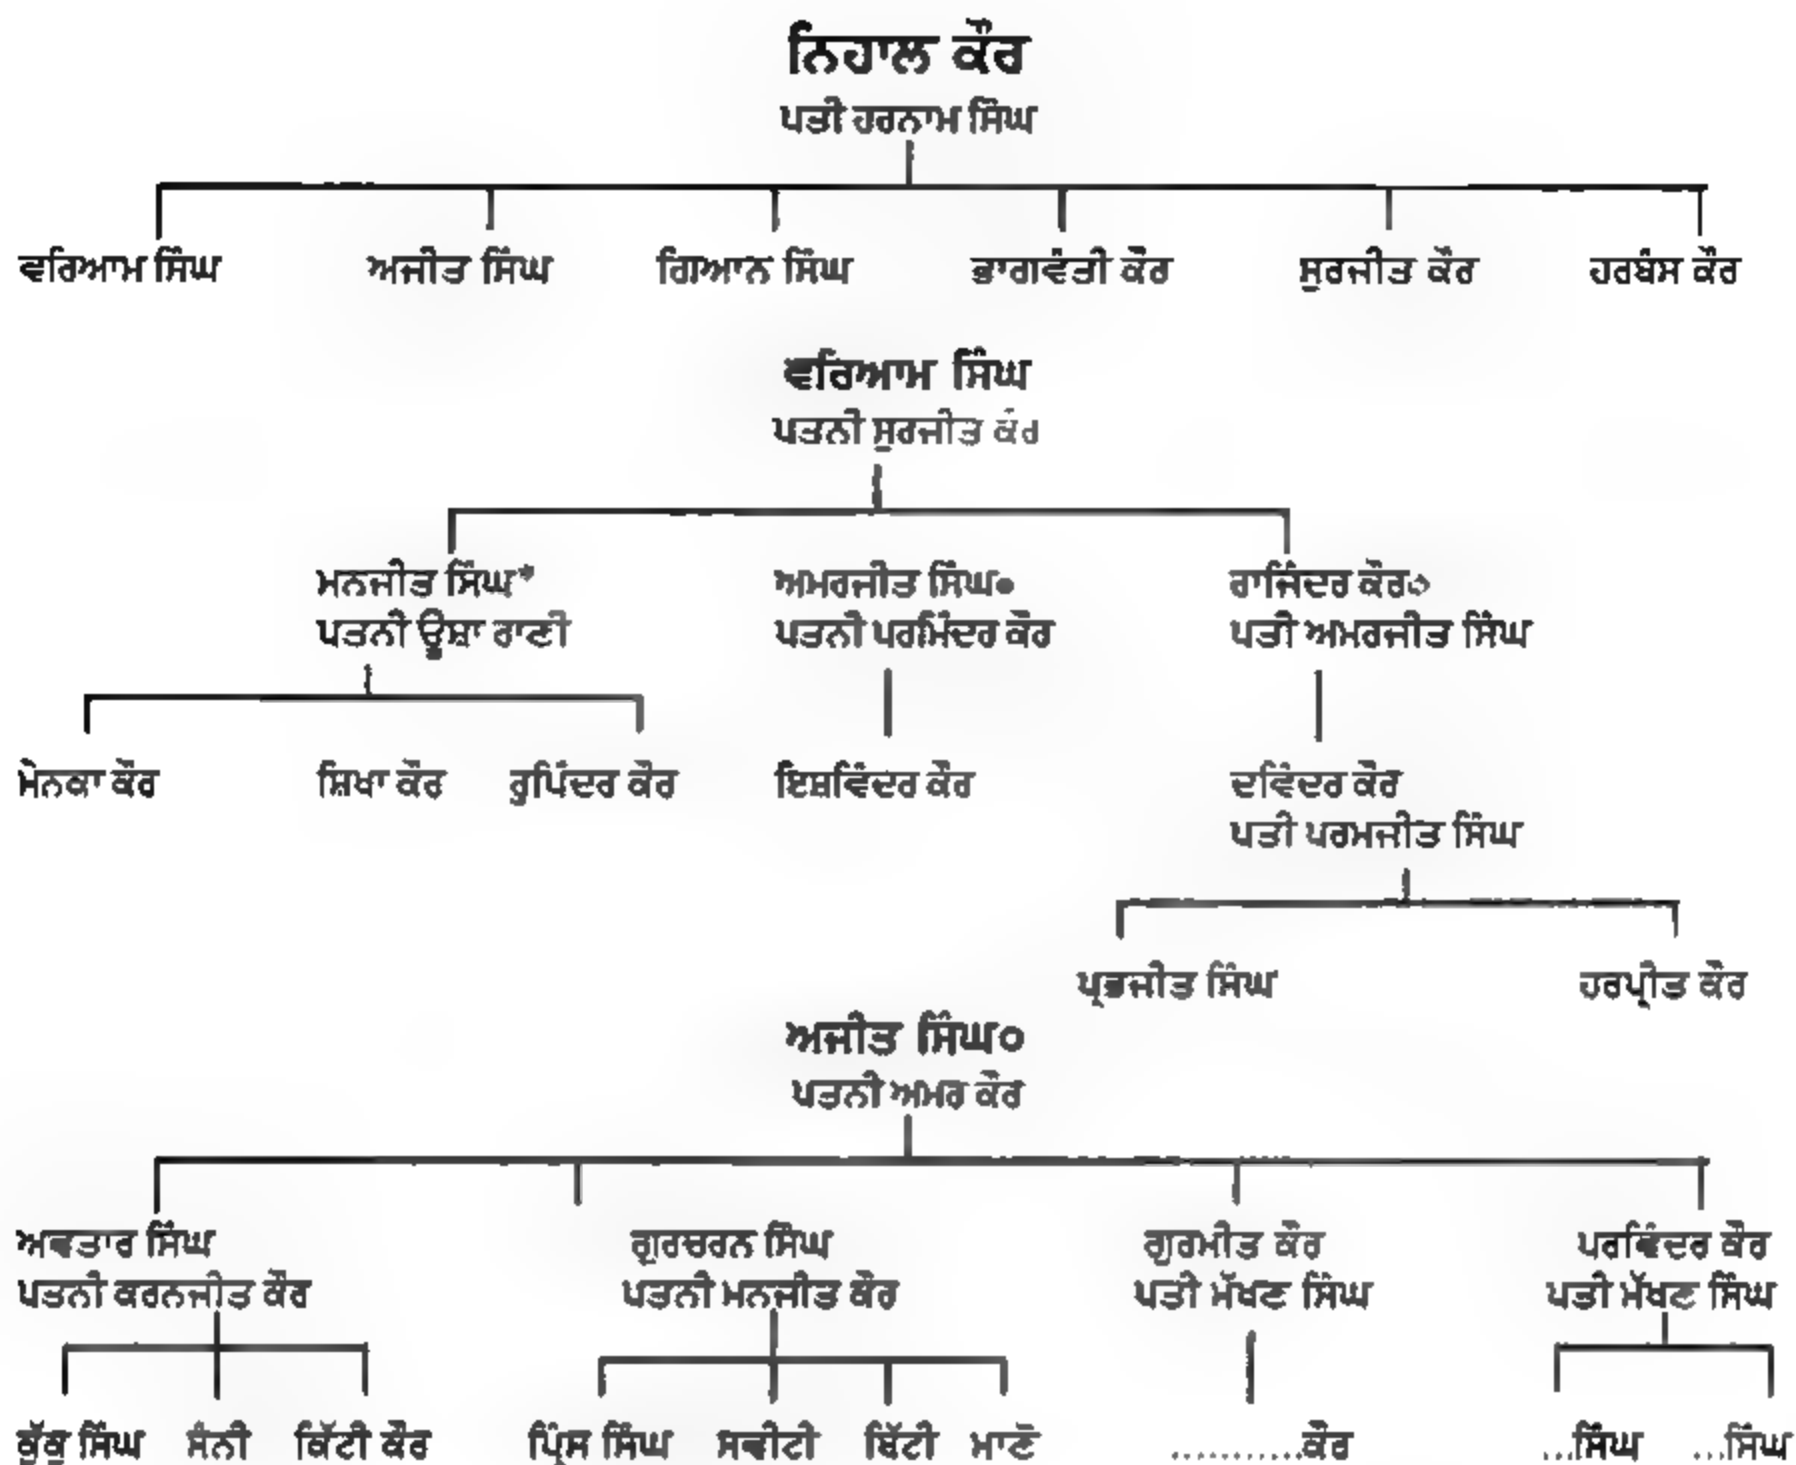 ਨਿਹਾਲ ਕੌਰ
ਪਤੀ ਹਰਨਾਮ ਸਿੰਘ
ਵਰਿਆਮ ਸਿੰਘ ਅਜੀਤ ਸਿੰਘ ਗਿਆਨ ਸਿੰਘ ਭਾਗਵੰਤੀ ਕੌਰ ਸੁਰਜੀਤ ਕੌਰ ਹਰਬੰਸ ਕੌਰ
ਵਰਿਆਮ ਸਿੰਘ
ਪਤਨੀ ਸੁਰਜੀਤ ਕੌਰ
ਮਨਜੀਤ ਸਿੰਘ* ਅਮਰਜੀਤ ਸਿੰਘ● ਰਾਜਿੰਦਰ ਕੌਰ
ਪਤਨੀ ਊਸ਼ਾ ਰਾਣੀ ਪਤਨੀ ਪਰਮਿੰਦਰ ਕੌਰ ਪਤੀ ਅਮਰਜੀਤ ਸਿੰਘ
ਮੇਨਕਾ ਕੌਰ ਸ਼ਿਖਾ ਕੌਰ ਰੁਪਿੰਦਰ ਕੌਰ ਇਸ਼ਵਿੰਦਰ ਕੌਰ ਦਵਿੰਦਰ ਕੌਰ
ਪਤੀ ਪਰਮਜੀਤ ਸਿੰਘ
ਪ੍ਰਭਜੀਤ ਸਿੰਘ ਹਰਪ੍ਰੀਤ ਕੌਰ
ਅਜੀਤ ਸਿੰਘ○
ਪਤਨੀ ਅਮਰ ਕੌਰ
ਅਵਤਾਰ ਸਿੰਘ ਗੁਰਚਰਨ ਸਿੰਘ ਗੁਰਮੀਤ ਕੌਰ ਪਰਵਿੰਦਰ ਕੌਰ
ਪਤਨੀ ਕਰਨਜੀਤ ਕੌਰ ਪਤਨੀ ਮਨਜੀਤ ਕੌਰ ਪਤੀ ਮੱਖਣ ਸਿੰਘ ਪਤੀ ਮੱਖਣ ਸਿੰਘ
ਕੁੱਕੂ ਸਿੰਘ ਸੰਨੀ ਕਿੱਟੀ ਕੌਰ ਪ੍ਰਿੰਸ ਸਿੰਘ ਸਵੀਟੀ ਬਿੱਟੀ ਮਾਣੋ ...........ਕੌਰ ...ਸਿੰਘ ...ਸਿੰਘ